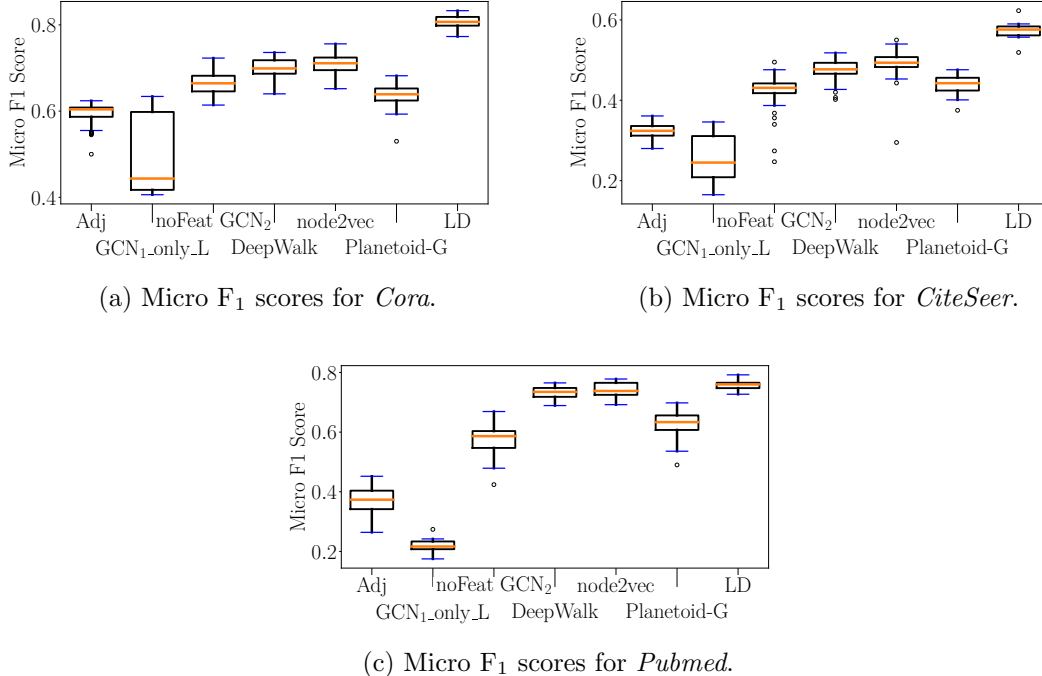 0.8
0.6
0.4
Micro F1 Score
Adj
noFeat GCN₂
node2vec
LD
GCN₁_only_L
DeepWalk
Planetoid-G
(a) Micro F₁ scores for Cora.
0.6
0.4
0.2
Micro F1 Score
Adj
noFeat GCN₂
node2vec
LD
GCN₁_only_L
DeepWalk
Planetoid-G
(b) Micro F₁ scores for CiteSeer.
0.8
0.6
0.4
0.2
Micro F1 Score
Adj
noFeat GCN₂
node2vec
LD
GCN₁_only_L
DeepWalk
Planetoid-G
(c) Micro F₁ scores for Pubmed.